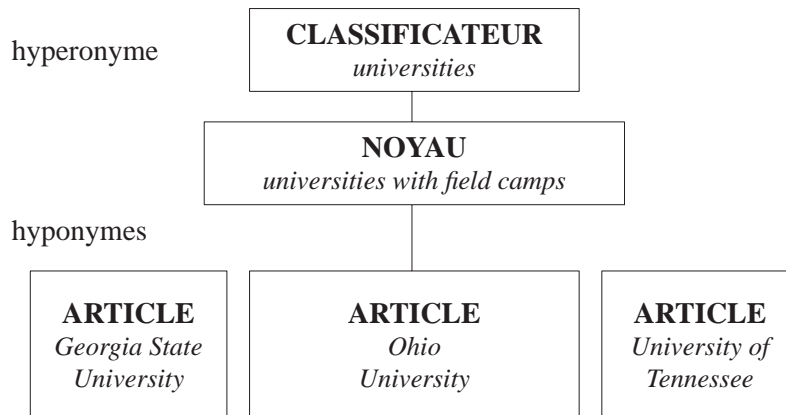 hyperonyme
CLASSIFICATEUR
universities
NOYAU
universities with field camps
hyponymes
ARTICLE
Georgia State
University
ARTICLE
Ohio
University
ARTICLE
University of
Tennessee